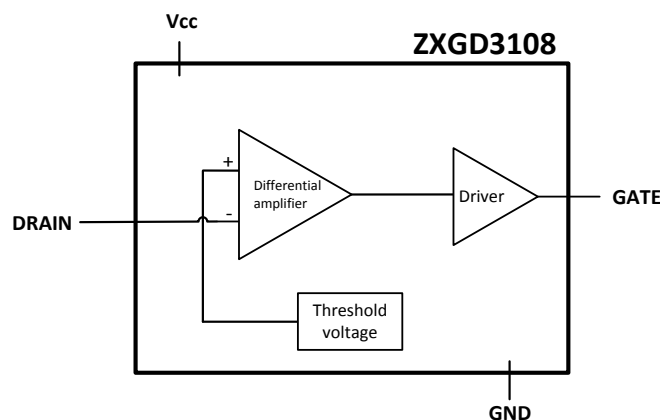 Vcc
ZXGD3108
+
Differential
amplifier
Driver
GATE
DRAIN
-
Threshold
voltage
GND